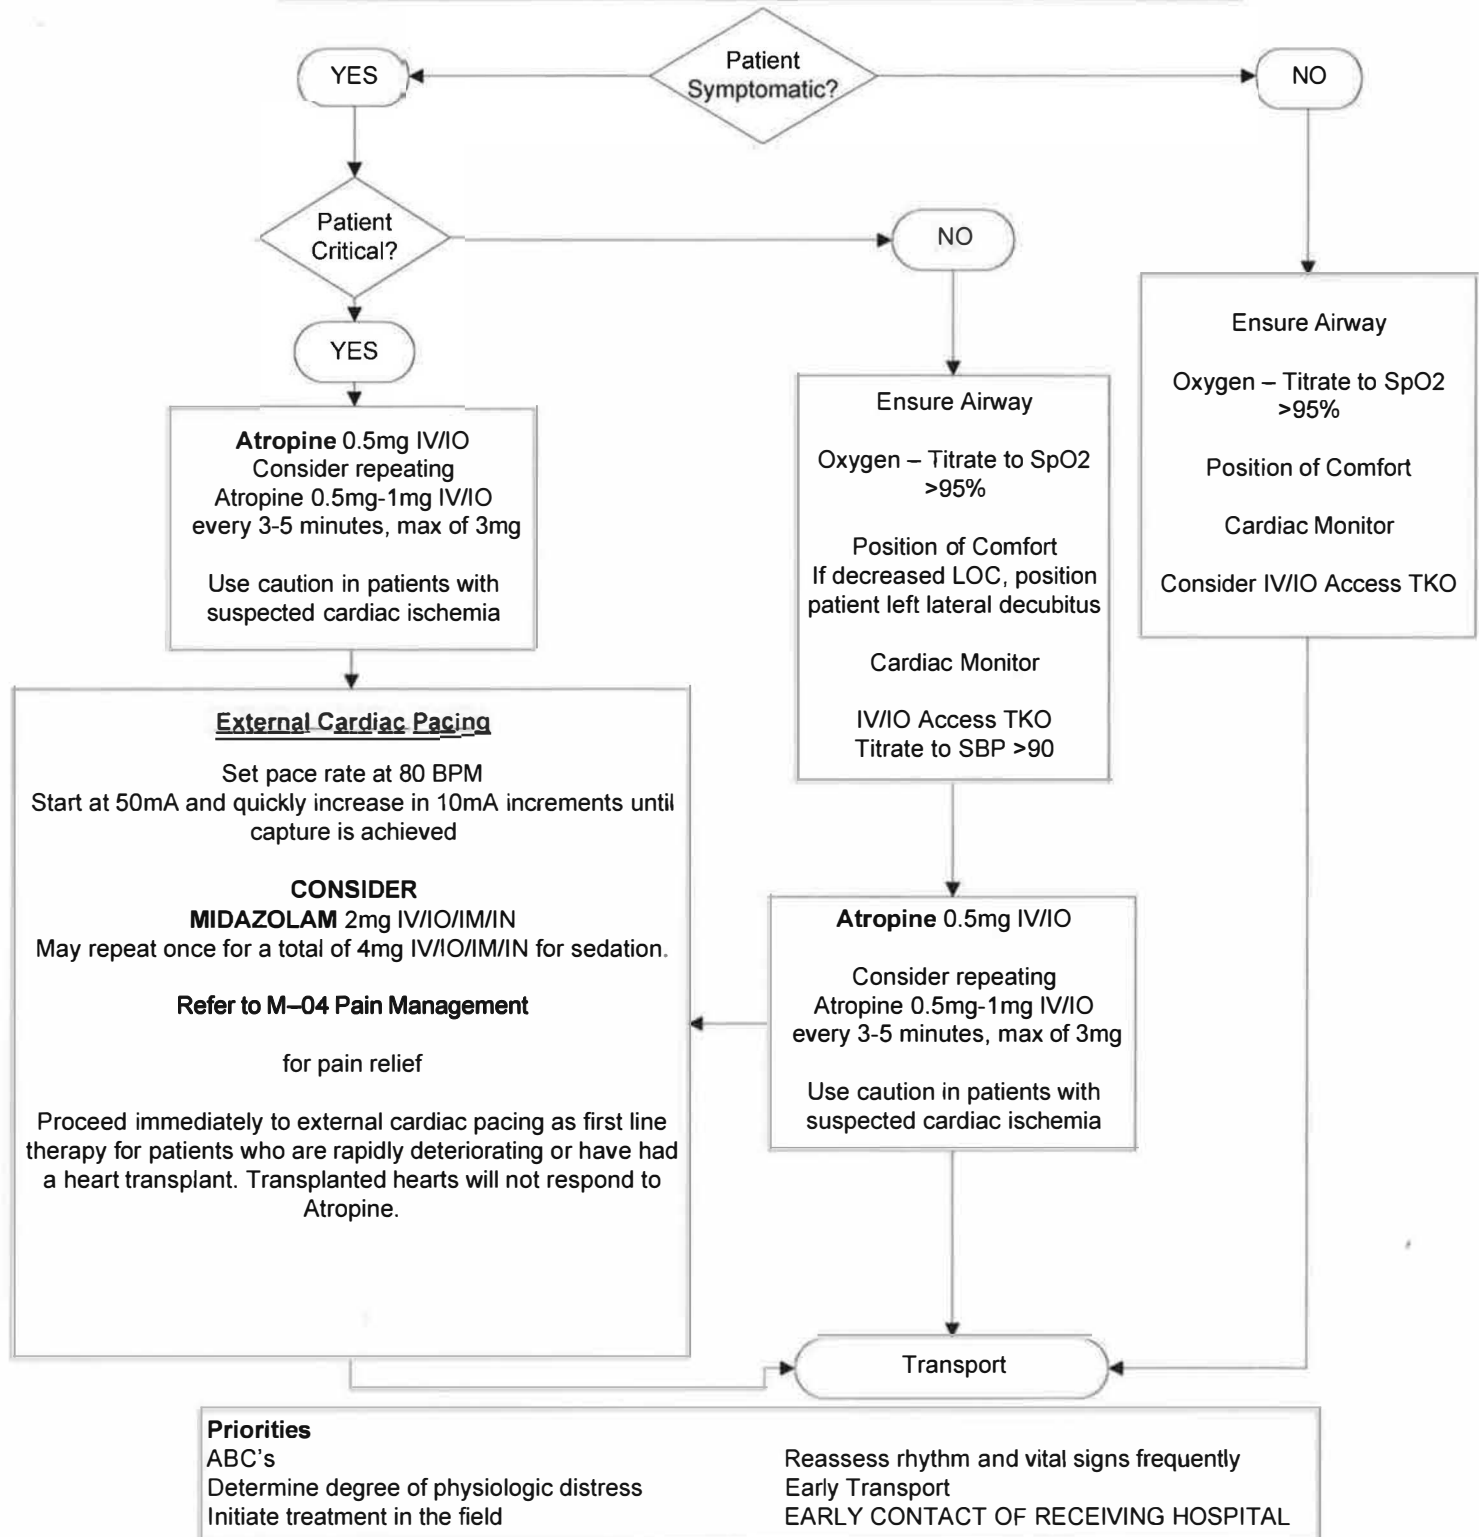 Patient
Symptomatic?
YES
NO
Patient
Critical?
NO
YES
Atropine 0.5mg IV/IO
Consider repeating
Atropine 0.5mg-1mg IV/IO
every 3-5 minutes, max of 3mg
Use caution in patients with
suspected cardiac ischemia
Ensure Airway
Oxygen – Titrate to SpO2
>95%
Position of Comfort
If decreased LOC, position
patient left lateral decubitus
Cardiac Monitor
IV/IO Access TKO
Titrate to SBP >90
Ensure Airway
Oxygen – Titrate to SpO2
>95%
Position of Comfort
Cardiac Monitor
Consider IV/IO Access TKO
External Cardiac Pacing
Set pace rate at 80 BPM
Start at 50mA and quickly increase in 10mA increments until
capture is achieved
CONSIDER
MIDAZOLAM 2mg IV/IO/IM/IN
May repeat once for a total of 4mg IV/IO/IM/IN for sedation.
Refer to M–04 Pain Management
for pain relief
Proceed immediately to external cardiac pacing as first line
therapy for patients who are rapidly deteriorating or have had
a heart transplant. Transplanted hearts will not respond to
Atropine.
Atropine 0.5mg IV/IO
Consider repeating
Atropine 0.5mg-1mg IV/IO
every 3-5 minutes, max of 3mg
Use caution in patients with
suspected cardiac ischemia
Transport
Priorities
ABC's
Determine degree of physiologic distress
Initiate treatment in the field
Reassess rhythm and vital signs frequently
Early Transport
EARLY CONTACT OF RECEIVING HOSPITAL